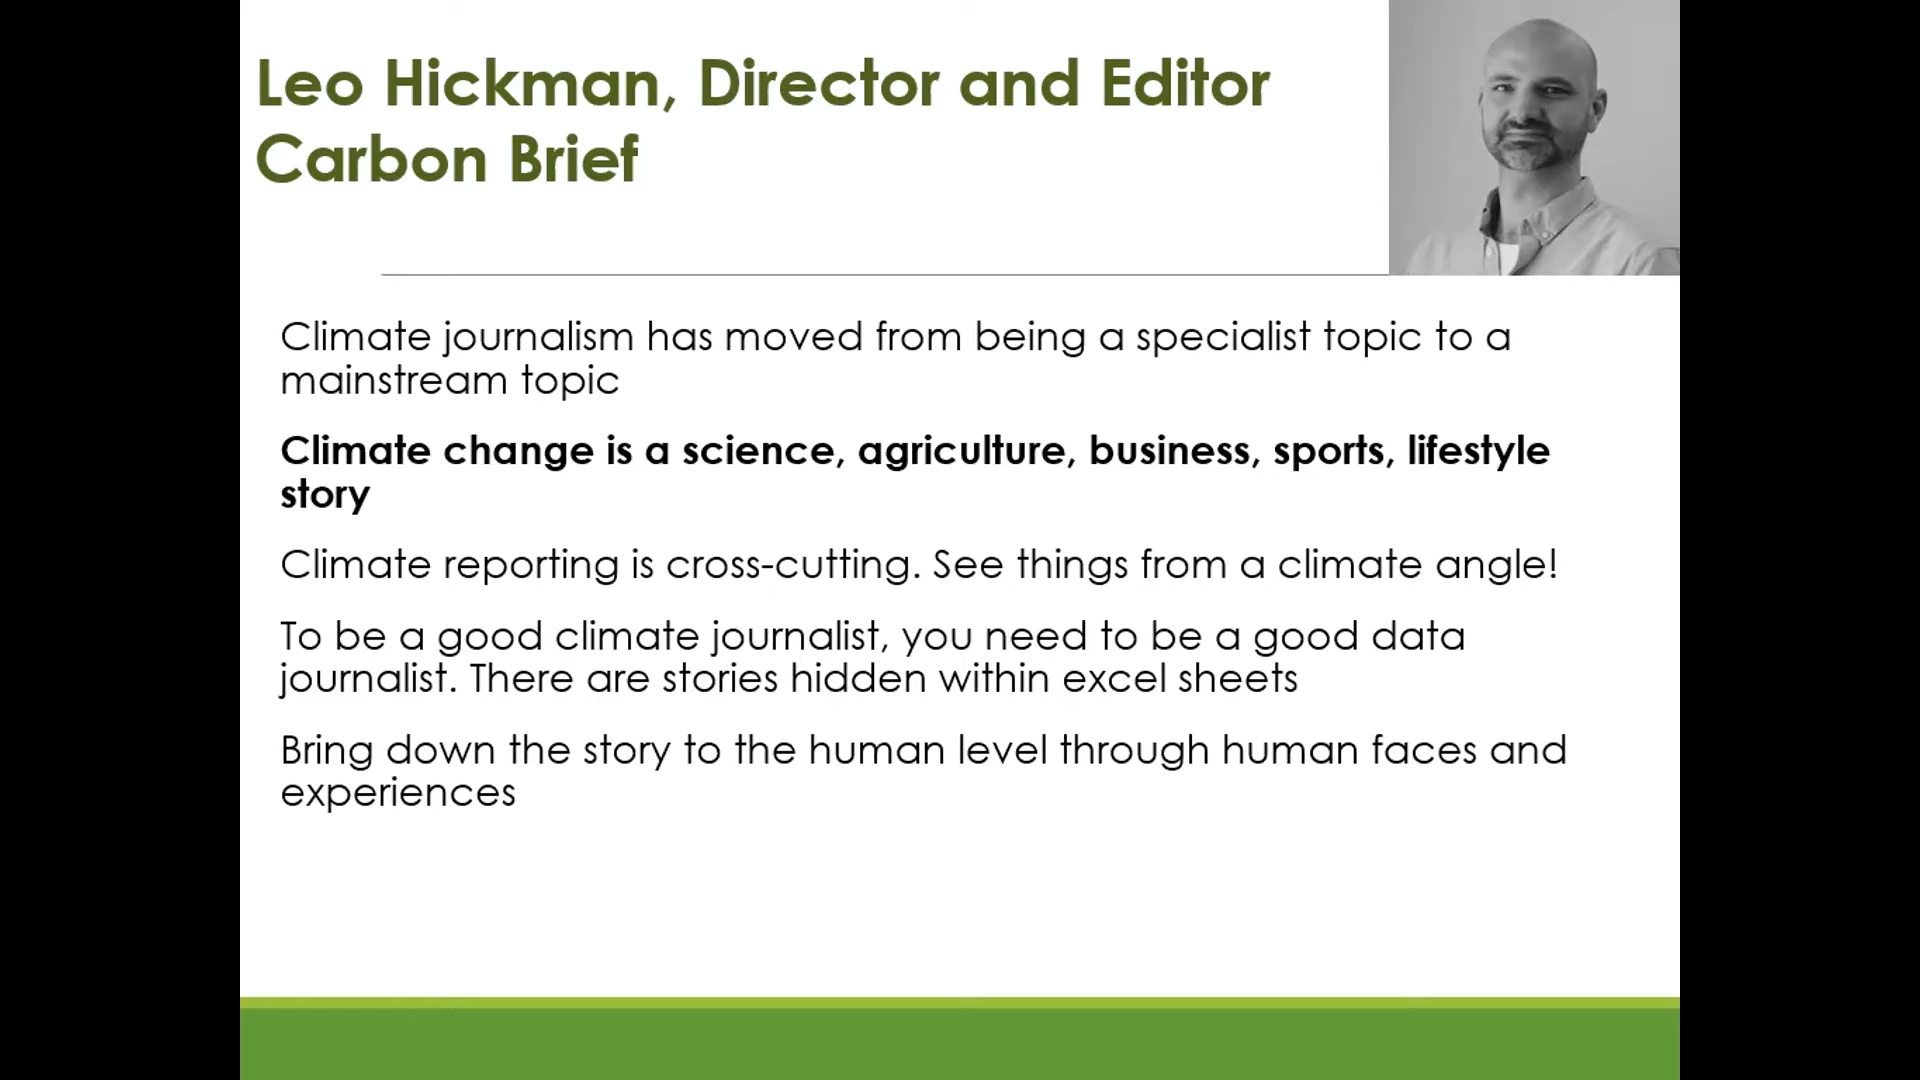 Leo Hickman, Director and Editor
Carbon Brief
Climate journalism has moved from being a specialist topic to a
mainstream topic
Climate change is a science, agriculture, business, sports, lifestyle
story
Climate reporting is cross-cutting. See things from a climate angle!
To be a good climate journalist, you need to be a good data
journalist. There are stories hidden within excel sheets
Bring down the story to the human level through human faces and
experiences